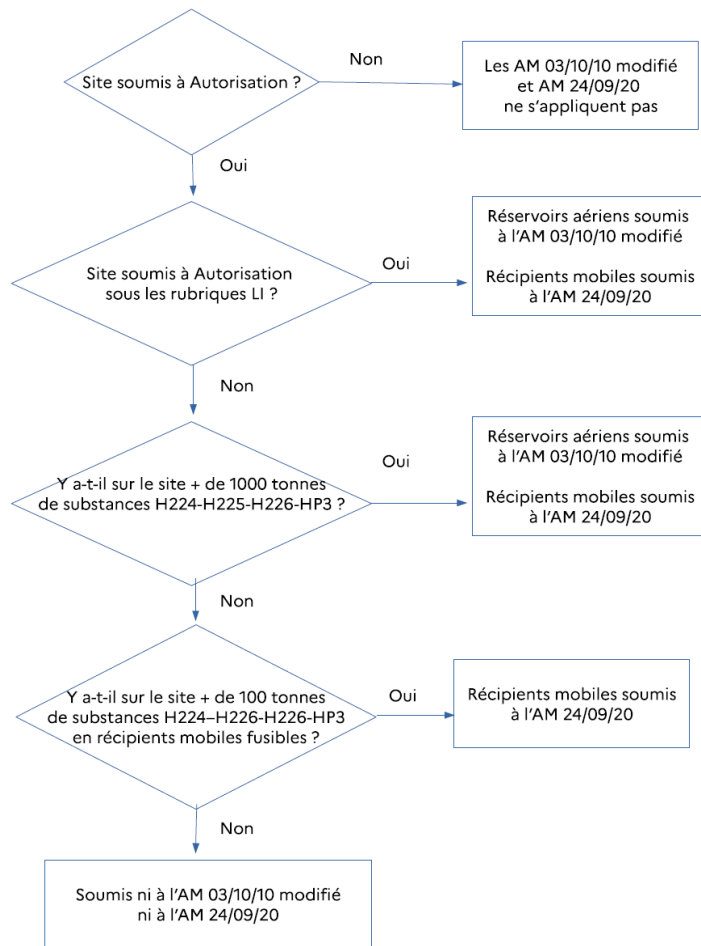 Site soumis à Autorisation ?
Non
Les AM 03/10/10 modifié
et AM 24/09/20
ne s'appliquent pas
Oui
Site soumis à Autorisation
sous les rubriques LI ?
Oui
Réservoirs aériens soumis
à l'AM 03/10/10 modifié
Récipients mobiles soumis
à l'AM 24/09/20
Non
Y a-t-il sur le site + de 1000 tonnes
de substances H224-H225-H226-HP3 ?
Oui
Réservoirs aériens soumis
à l'AM 03/10/10 modifié
Récipients mobiles soumis
à l'AM 24/09/20
Non
Y a-t-il sur le site + de 100 tonnes
de substances H224–H226-H226-HP3
en récipients mobiles fusibles ?
Oui
Récipients mobiles soumis
à l'AM 24/09/20
Non
Soumis ni à l'AM 03/10/10 modifié
ni à l'AM 24/09/20